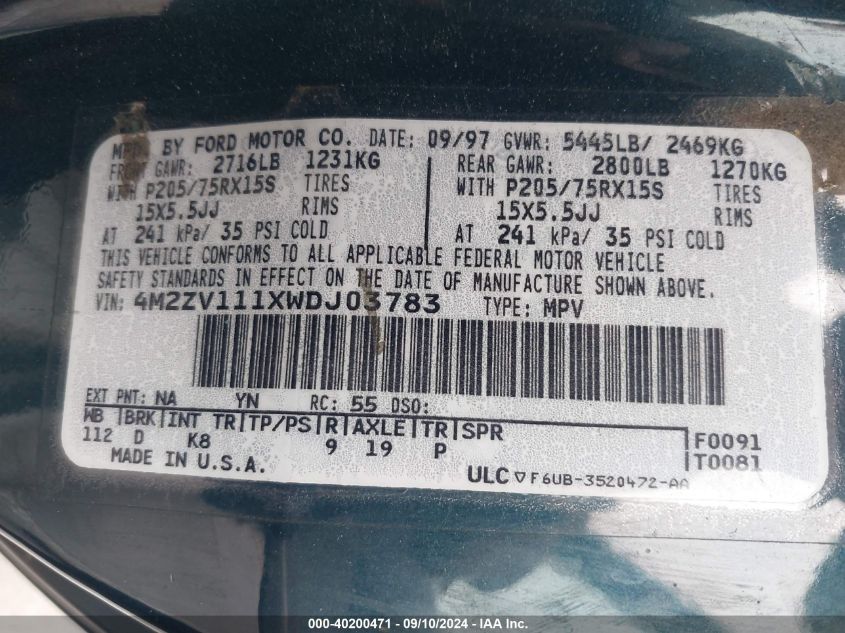 MFD. BY FORD MOTOR CO. DATE: 09/97 GVWR: 5445LB/ 2469KG
FRONT GAWR: 2716LB 1231KG
WITH P205/75RX15S TIRES
15X5.5JJ RIMS
AT 241 kPa/ 35 PSI COLD
REAR GAWR: 2800LB 1270KG
WITH P205/75RX15S TIRES
15X5.5JJ RIMS
AT 241 kPa/ 35 PSI COLD
THIS VEHICLE CONFORMS TO ALL APPLICABLE FEDERAL MOTOR VEHICLE
SAFETY STANDARDS IN EFFECT ON THE DATE OF MANUFACTURE SHOWN ABOVE.
VIN: 4M2ZV111XWDJ03783 TYPE: MPV
EXT PNT: NA YN RC: 55 DSO:
WB BRK INT TR TP/PS R AXLE TR SPR
112 D K8 9 19 P
F0091
T0081
MADE IN U.S.A.
ULC ▽ F6UB-3520472-AA
000-40200471 - 09/10/2024 - IAAI Inc.